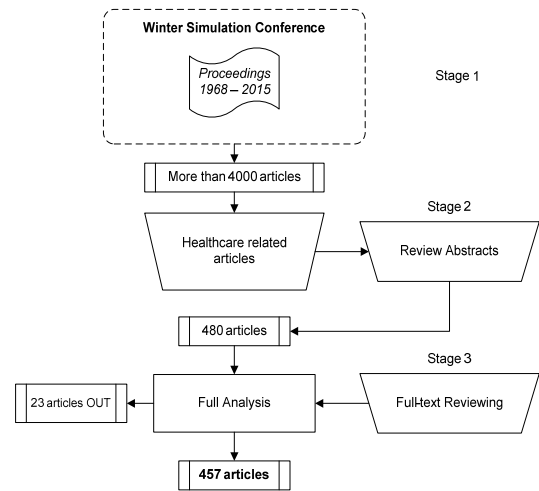 Winter Simulation Conference
Proceedings
1968 – 2015
Stage 1
More than 4000 articles
Stage 2
Healthcare related
articles
Review Abstracts
480 articles
Stage 3
23 articles OUT
Full Analysis
Full-text Reviewing
457 articles